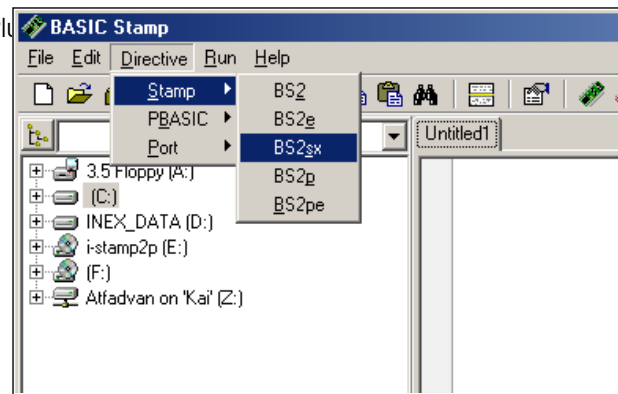 BASIC Stamp
File Edit Directive Run Help
Stamp BS2
PBASIC BS2e
Port BS2sx
BS2p
BS2pe
Untitled1
3.5 Floppy (A:)
(C:)
INEX_DATA (D:)
i-stamp2p (E:)
(F:)
Atfadvan on 'Kai' (Z:)